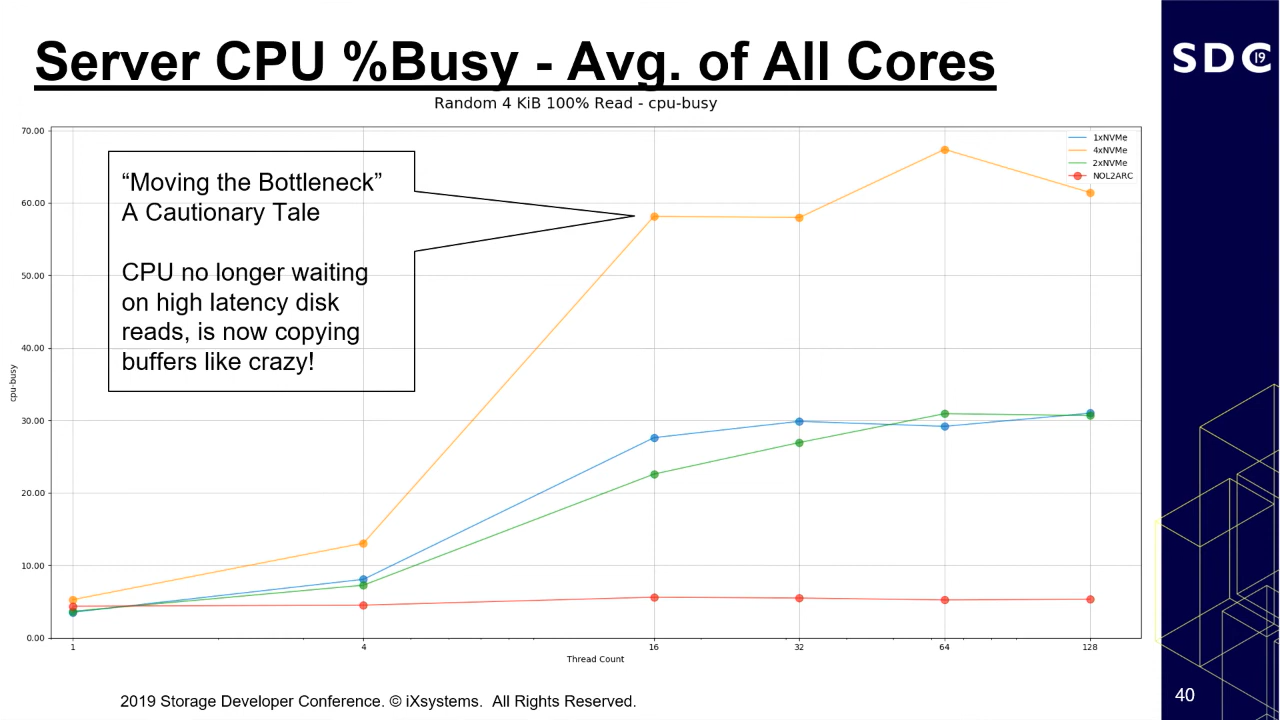 Server CPU %Busy - Avg. of All Cores
SDC 19
Random 4 KiB 100% Read - cpu-busy
70.00
60.00
50.00
40.00
30.00
20.00
10.00
0.00
cpu-busy
“Moving the Bottleneck”
A Cautionary Tale
CPU no longer waiting
on high latency disk
reads, is now copying
buffers like crazy!
1xNVMe
4xNVMe
2xNVMe
NOL2ARC
1 4 16 32 64 128
Thread Count
2019 Storage Developer Conference. © iXsystems. All Rights Reserved.
40